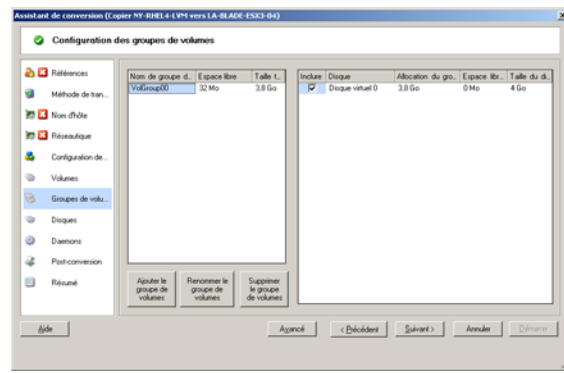 Assistant de conversion (Copier NY-RHEL4-LVM vers LA-BLADE-ESX3-04)
Configuration des groupes de volumes
Références
Méthode de tran...
Nom d'hôte
Réseautique
Configuration de...
Volumes
Groupes de volu...
Disques
Daemons
Post-conversion
Résumé
Nom de groupe d.. Espace libre Taille t..
VolGroup00 32 Mo 3,8 Go
Ajouter le groupe de volumes
Renommer le groupe de volumes
Supprimer le groupe de volumes
Inclure Disque Allocation du gro.. Espace libr.. Taille du di..
Disque virtuel 0 3,8 Go 0 Mo 4 Go
Aide Avancé < Précédent Suivant > Annuler Démarrer